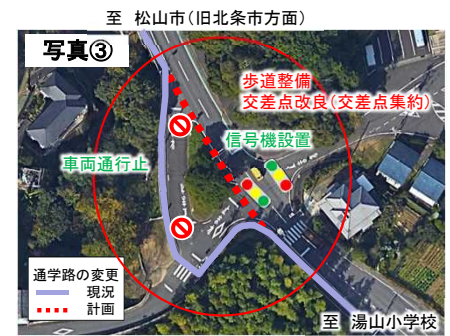 至 松山市(旧北条市方面)
写真③
歩道整備
交差点改良(交差点集約)
信号機設置
車両通行止
通学路の変更
現況
計画
至 湯山小学校